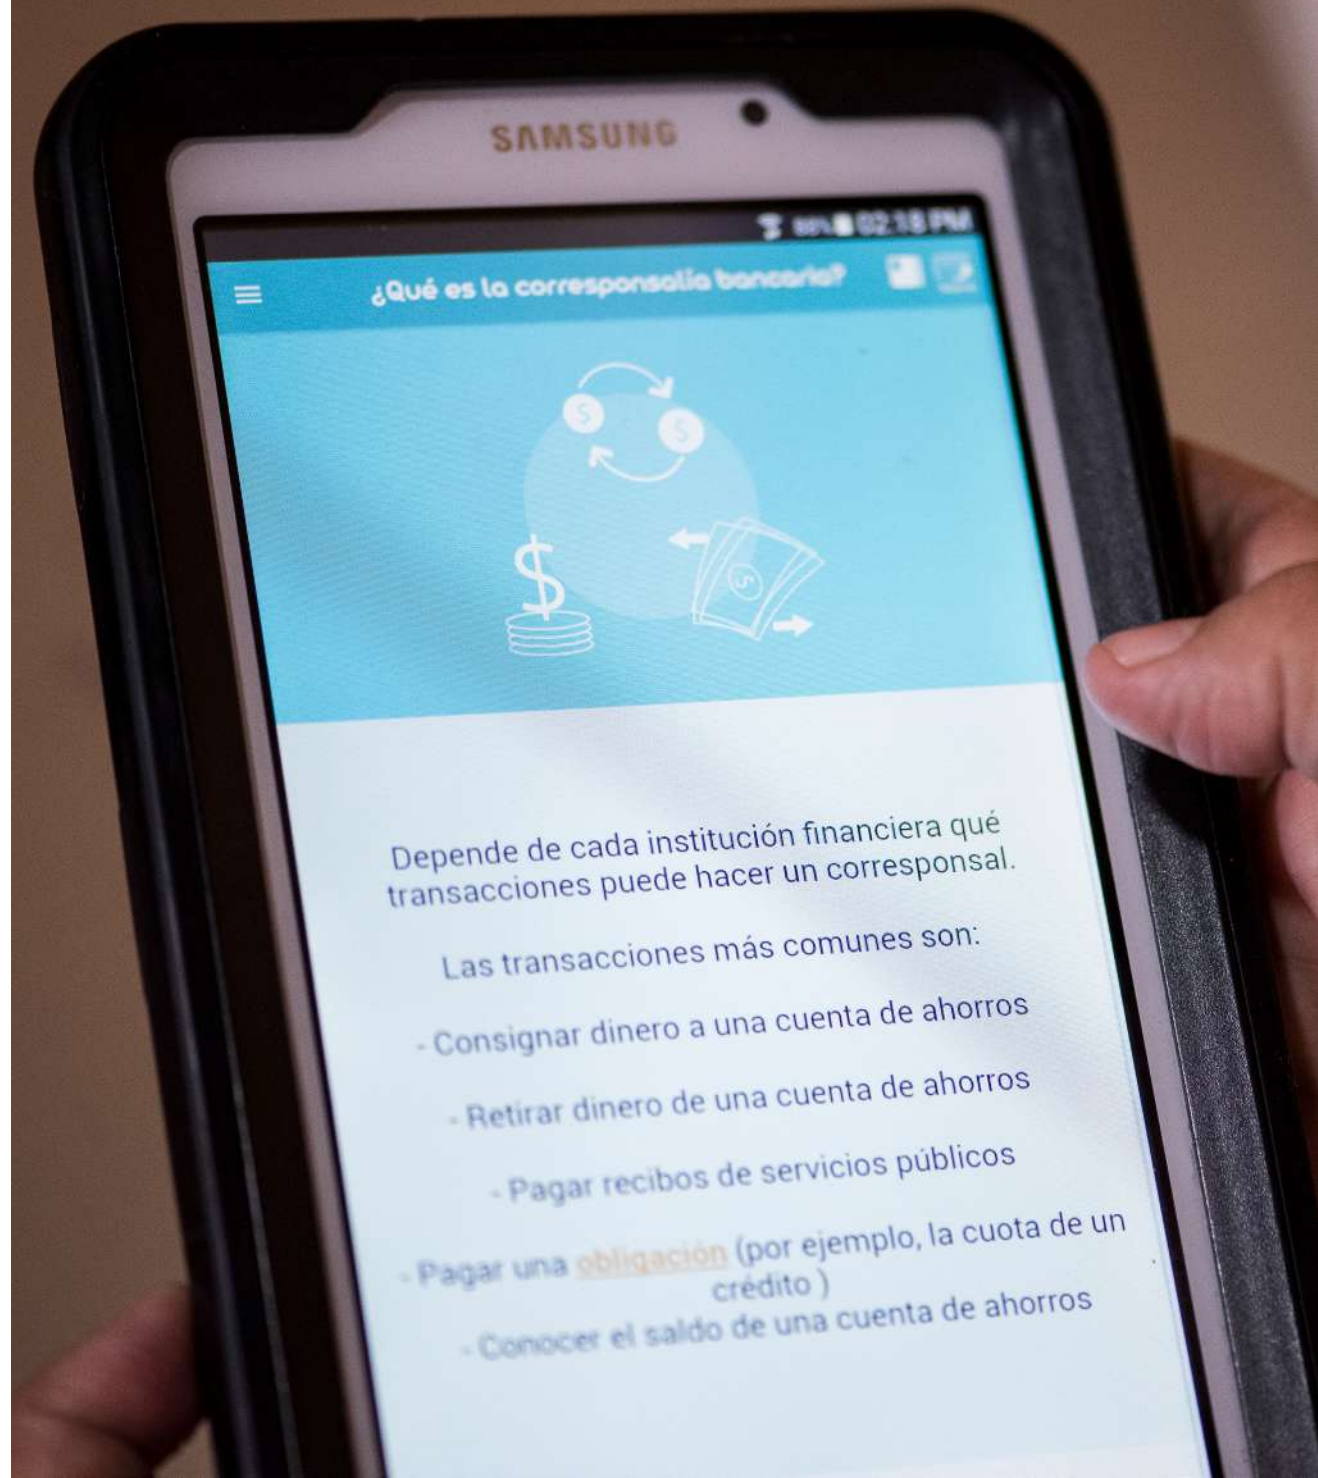 SAMSUNG
02:18 PM
¿Qué es la corresponsalía bancaria?
Depende de cada institución financiera qué
transacciones puede hacer un corresponsal.
Las transacciones más comunes son:
- Consignar dinero a una cuenta de ahorros
- Retirar dinero de una cuenta de ahorros
- Pagar recibos de servicios públicos
- Pagar una obligación (por ejemplo, la cuota de un
crédito )
- Conocer el saldo de una cuenta de ahorros